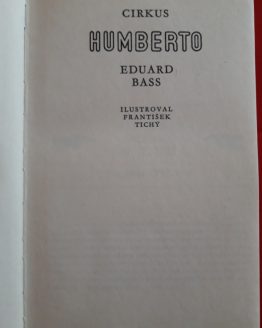 CIRKUS
HUMBERTO
EDUARD
BASS
ILUSTROVAL
FRANTIŠEK
TICHÝ